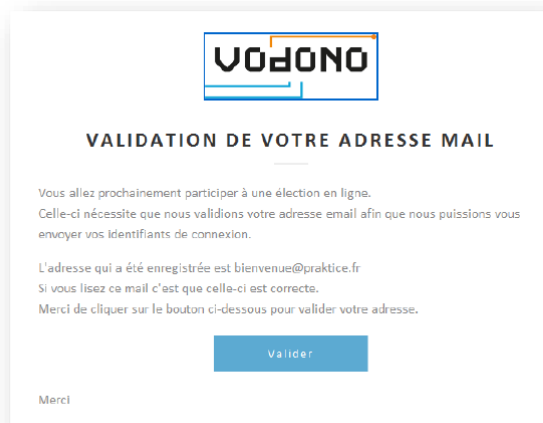 VODONO
VALIDATION DE VOTRE ADRESSE MAIL
Vous allez prochainement participer à une élection en ligne.
Celle-ci nécessite que nous validions votre adresse email afin que nous puissions vous
envoyer vos identifiants de connexion.
L'adresse qui a été enregistrée est bienvenue@praktice.fr
Si vous lisez ce mail c'est que celle-ci est correcte.
Merci de cliquer sur le bouton ci-dessous pour valider votre adresse.
Valider
Merci